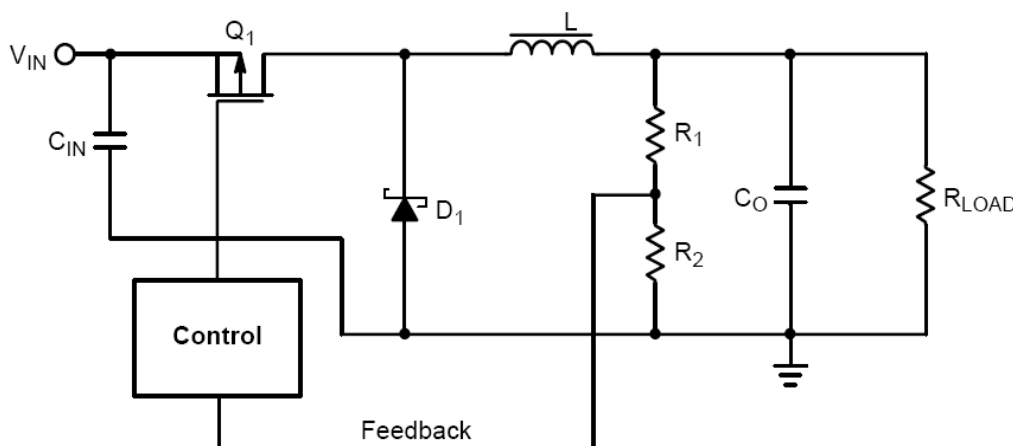 Q1
L
VIN
CIN
R1
D1
CO
RLOAD
R2
Control
Feedback